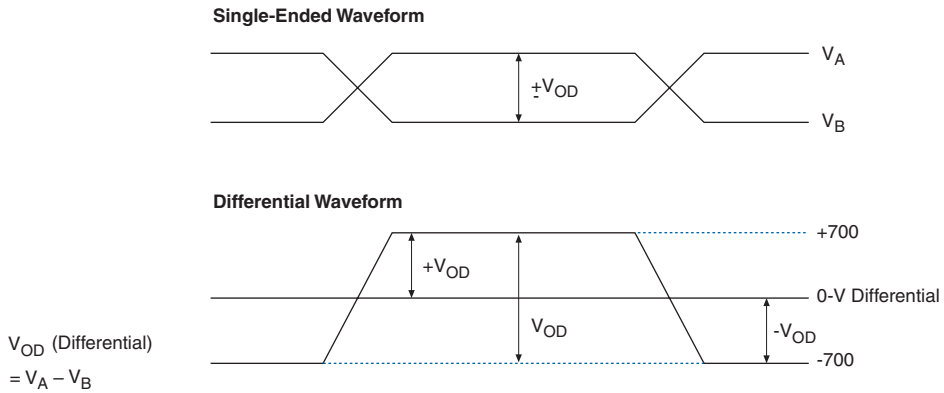 Single-Ended Waveform
V_A
±V_OD
V_B
Differential Waveform
+700
+V_OD
0-V Differential
V_OD
-V_OD
V_OD (Differential)
= V_A – V_B
-700